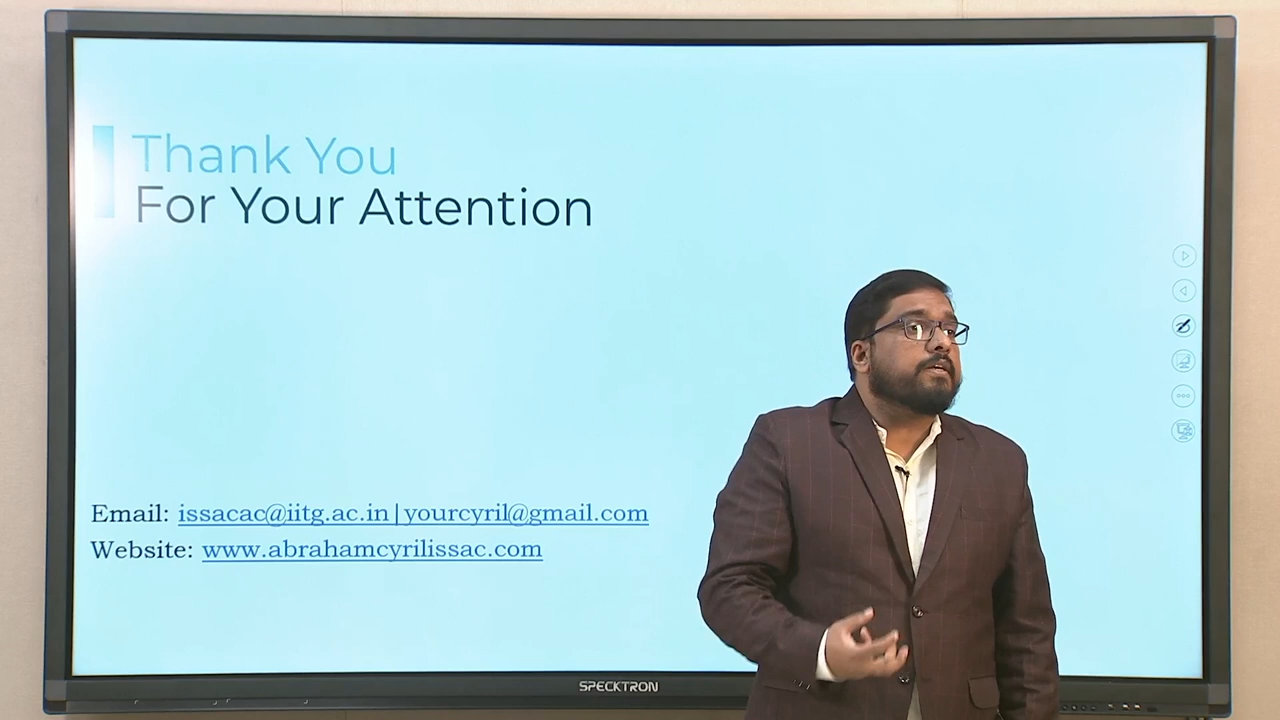 Thank You
For Your Attention
Email: issacac@iitg.ac.in|yourcyril@gmail.com
Website: www.abrahamcyrilissac.com
SPECKTRON